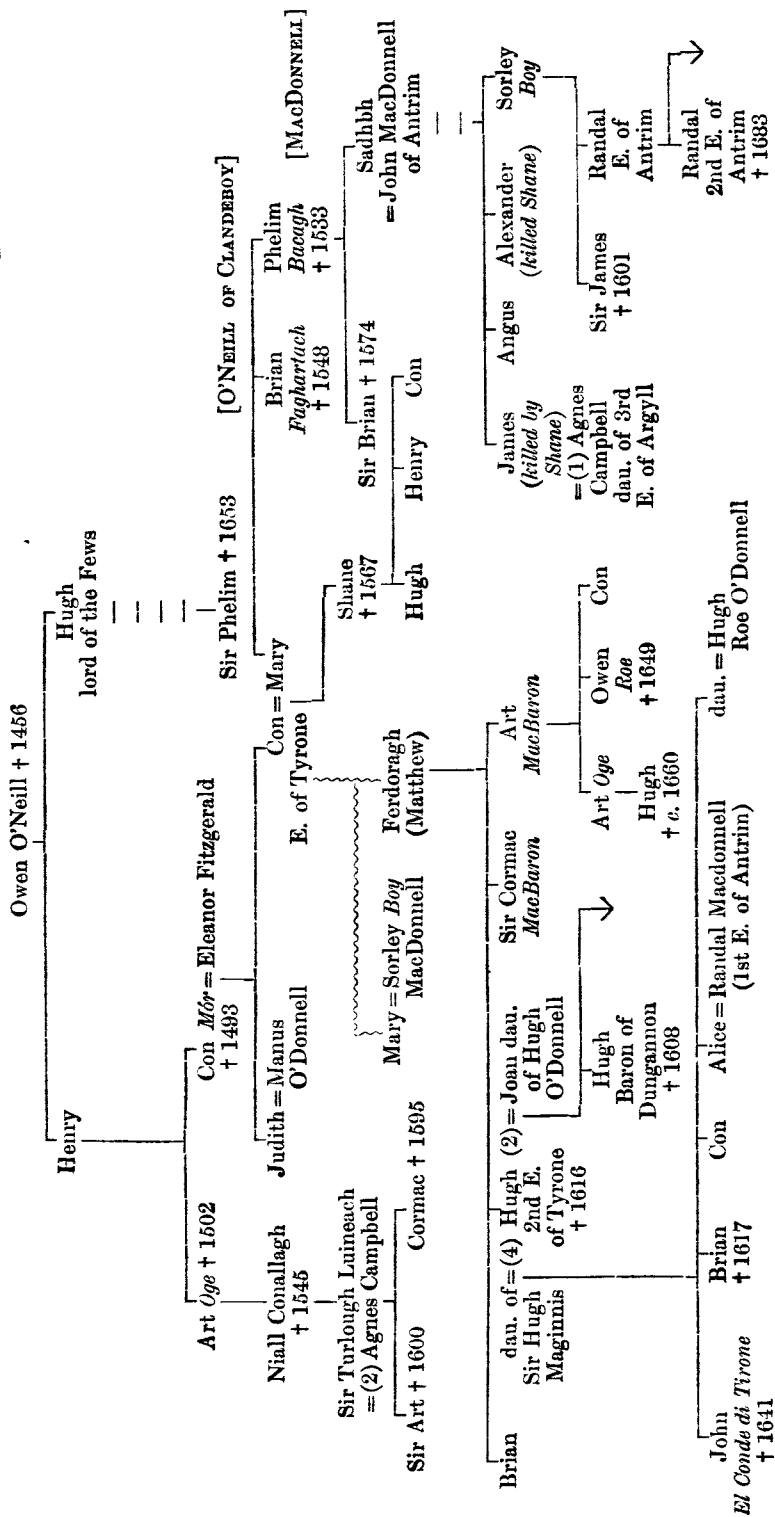 Owen O'Neill † 1456
Henry
Hugh
lord of the Fews
Art Oge † 1502
Con Mór = Eleanor Fitzgerald
† 1493
Sir Phelim † 1653
[O'NEILL OF CLANDEBOY]
Niall Conallagh
† 1545
Judith = Manus
O'Donnell
Con = Mary
E. of Tyrone
Brian
Faghartach
† 1548
Phelim
Bacagh
† 1533
[MACDONNELL]
Sir Turlough Luineach
=(2) Agnes Campbell
Mary = Sorley Boy
MacDonnell
Ferdoragh
(Matthew)
Shane
† 1567
Sir Brian † 1574
Sadhbh
=John MacDonnell
of Antrim
Sir Art † 1600
Cormac † 1595
Hugh
Henry
Con
Brian
dau. of = (4) Hugh (2) = Joan dau.
Sir Hugh
Maginnis
2nd E.
of Tyrone
† 1616
of Hugh
O'Donnell
Sir Cormac
MacBaron
Art
MacBaron
James
(killed by
Shane)
=(1) Agnes
Campbell
dau. of 3rd
E. of Argyll
Angus
Alexander
(killed Shane)
Sorley
Boy
Hugh
Baron of
Dungannon
† 1608
Art Oge
Owen
Roe
† 1649
Con
Sir James
† 1601
Randal
E. of
Antrim
Hugh
† c. 1660
Randal
2nd E. of
Antrim
† 1683
John
El Conde di Tirone
† 1641
Brian
† 1617
Con
Alice = Randal Macdonnell
(1st E. of Antrim)
dau. = Hugh
Roe O'Donnell